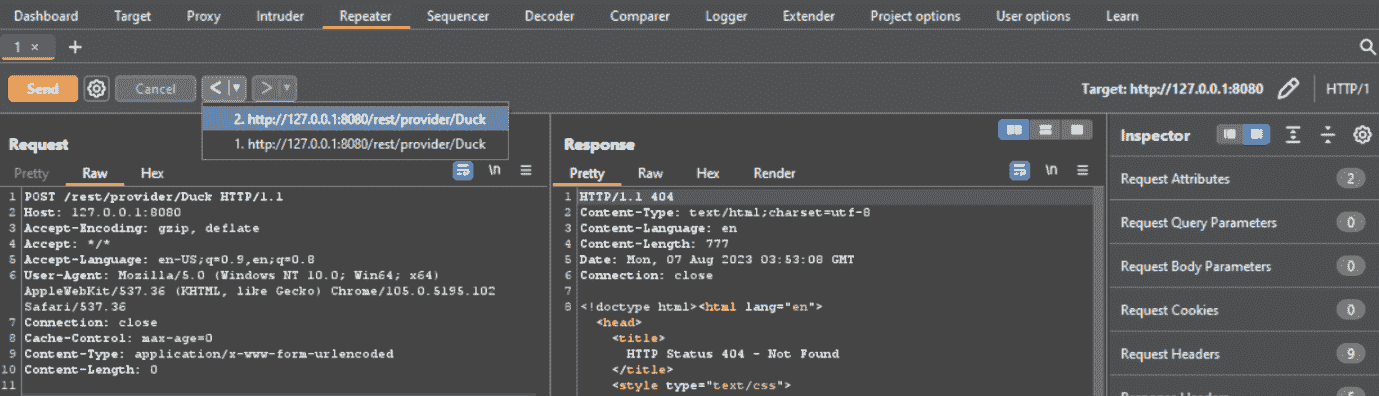 Dashboard Target Proxy Intruder Repeater Sequencer Decoder Comparer Logger Extender Project options User options Learn
1 × +
Send Cancel < > Target: http://127.0.0.1:8080 HTTP/1
2. http://127.0.0.1:8080/rest/provider/Duck
1. http://127.0.0.1:8080/rest/provider/Duck
Request
Pretty Raw Hex \n
1 POST /rest/provider/Duck HTTP/1.1
2 Host: 127.0.0.1:8080
3 Accept-Encoding: gzip, deflate
4 Accept: */*
5 Accept-Language: en-US;q=0.9,en;q=0.8
6 User-Agent: Mozilla/5.0 (Windows NT 10.0; Win64; x64)
AppleWebKit/537.36 (KHTML, like Gecko) Chrome/105.0.5195.102
Safari/537.36
7 Connection: close
8 Cache-Control: max-age=0
9 Content-Type: application/x-www-form-urlencoded
10 Content-Length: 0
11
Response
Pretty Raw Hex Render \n
1 HTTP/1.1 404
2 Content-Type: text/html;charset=utf-8
3 Content-Language: en
4 Content-Length: 777
5 Date: Mon, 07 Aug 2023 03:53:08 GMT
6 Connection: close
7
8 <!doctype html><html lang="en">
<head>
<title>
HTTP Status 404 - Not Found
</title>
<style type="text/css">
Inspector
Request Attributes 2
Request Query Parameters 0
Request Body Parameters 0
Request Cookies 0
Request Headers 9